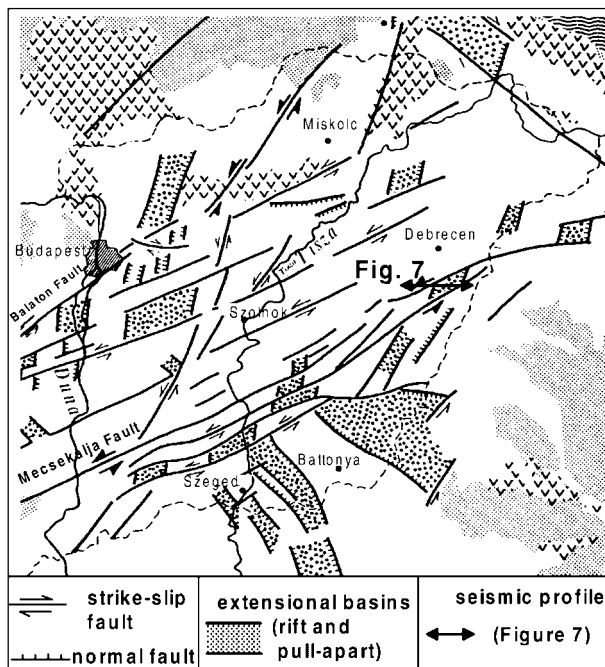 F
Miskolc
Budapest
Debrecen
Tisza
Fig. 7
Balaton Fault
Szolnok
Duna
Mecsekalja Fault
Battonya
Szeged
strike-slip
fault
normal fault
extensional basins
(rift and
pull-apart)
seismic profile
(Figure 7)